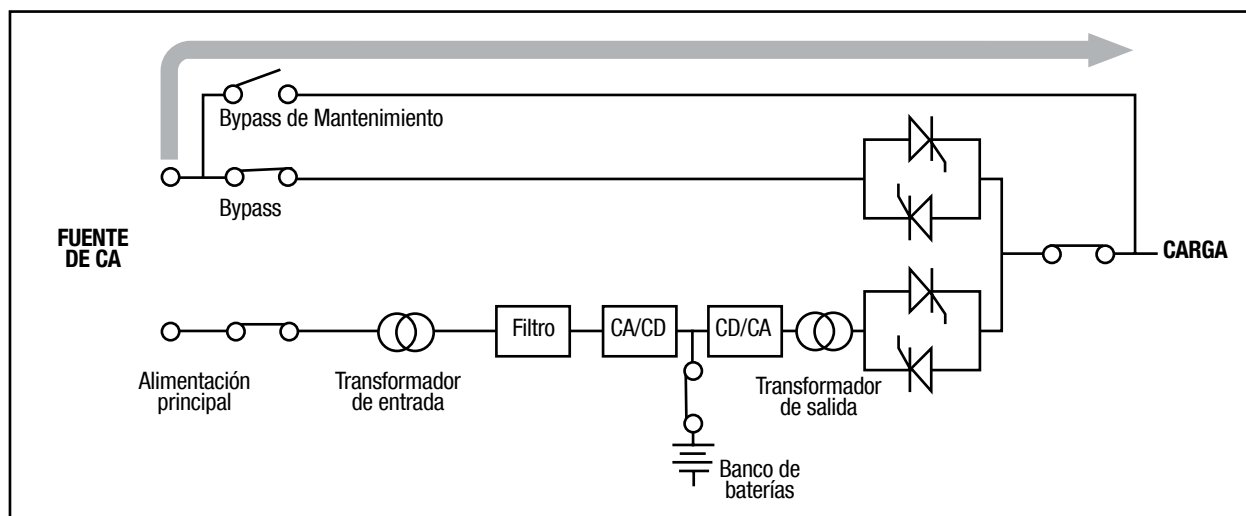 Bypass de Mantenimiento
Bypass
FUENTE
DE CA
CARGA
Filtro
CA/CD
CD/CA
Alimentación
principal
Transformador
de entrada
Transformador
de salida
Banco de
baterías